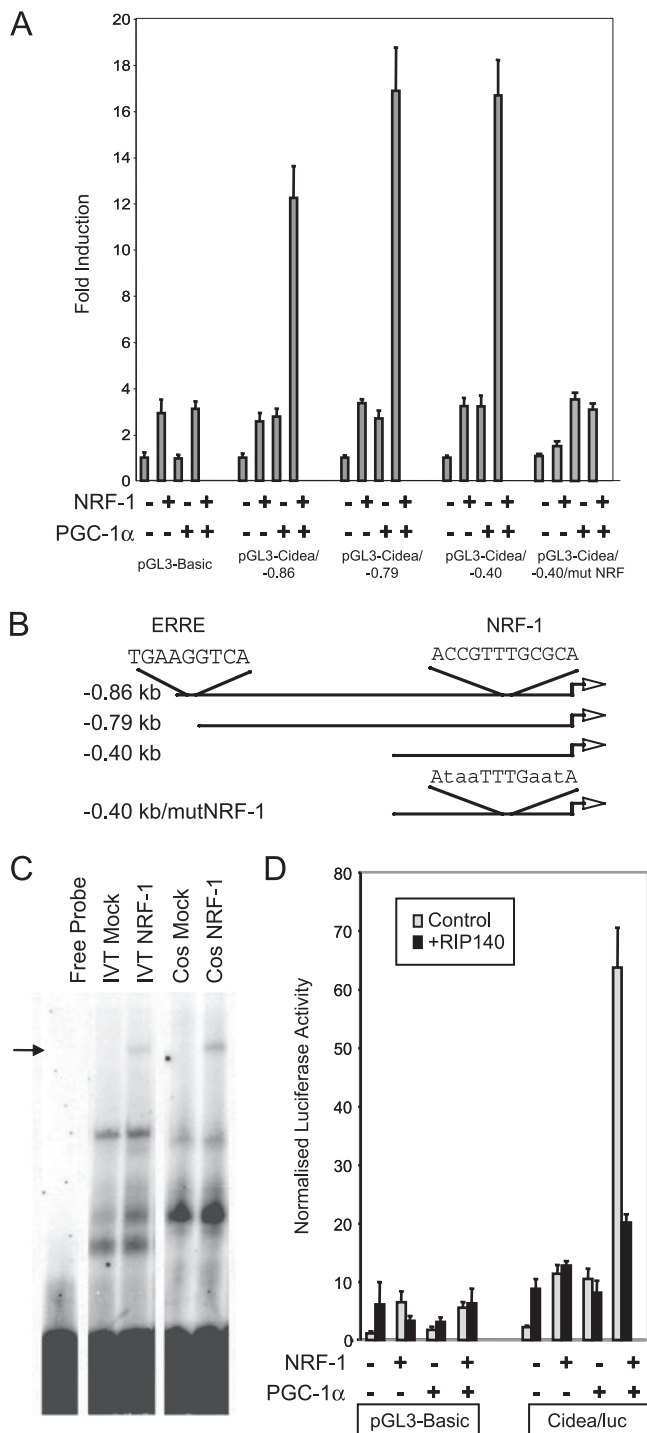 A
20
18
16
14
12
10
8
6
4
2
0
Fold Induction
NRF-1 - + - + - + - + - + - + - + - + - + - +
PGC-1α - - + + - - + + - - + + - - + + - - + +
pGL3-Basic
pGL3-Cidea/
-0.86
pGL3-Cidea/
-0.79
pGL3-Cidea/
-0.40
pGL3-Cidea/
-0.40/mut NRF
B
ERRE NRF-1
TGAAGGTCA ACCGTTTGCGCA
-0.86 kb
-0.79 kb
-0.40 kb
AtaaTTTGaatA
-0.40 kb/mutNRF-1
C
Free Probe
IVT Mock
IVT NRF-1
Cos Mock
Cos NRF-1
D
80
70
60
50
40
30
20
10
0
Normalised Luciferase Activity
Control
+RIP140
NRF-1 - + - + - + - +
PGC-1α - - + + - - + +
pGL3-Basic Cidea/luc